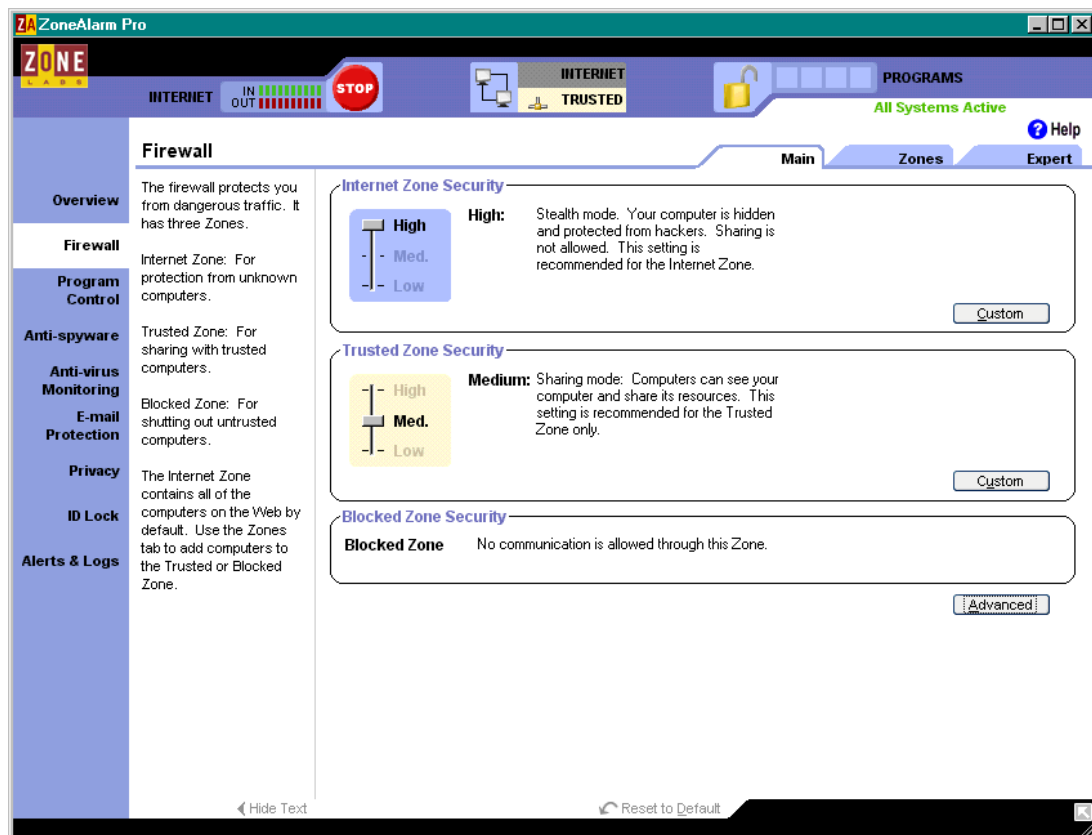 ZA ZoneAlarm Pro
ZONE
LABS
INTERNET
IN
OUT
STOP
INTERNET
TRUSTED
PROGRAMS
All Systems Active
? Help
Firewall
Main
Zones
Expert
Overview
Firewall
Program
Control
Anti-spyware
Anti-virus
Monitoring
E-mail
Protection
Privacy
ID Lock
Alerts & Logs
The firewall protects you
from dangerous traffic. It
has three Zones.
Internet Zone: For
protection from unknown
computers.
Trusted Zone: For
sharing with trusted
computers.
Blocked Zone: For
shutting out untrusted
computers.
The Internet Zone
contains all of the
computers on the Web by
default. Use the Zones
tab to add computers to
the Trusted or Blocked
Zone.
Internet Zone Security
High
Med.
Low
High:
Stealth mode. Your computer is hidden
and protected from hackers. Sharing is
not allowed. This setting is
recommended for the Internet Zone.
Custom
Trusted Zone Security
High
Med.
Low
Medium:
Sharing mode: Computers can see your
computer and share its resources. This
setting is recommended for the Trusted
Zone only.
Custom
Blocked Zone Security
Blocked Zone
No communication is allowed through this Zone.
Advanced
Hide Text
Reset to Default